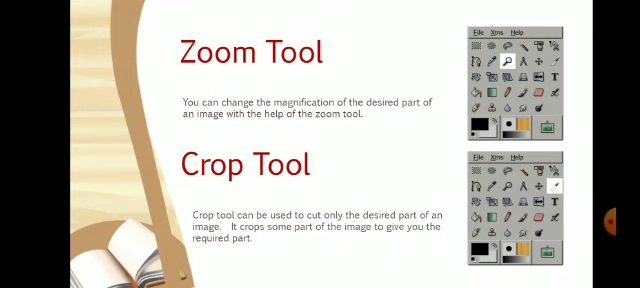 Zoom Tool
File Xtns Help
You can change the magnification of the desired part of
an image with the help of the zoom tool.
Crop Tool
File Xtns Help
Crop tool can be used to cut only the desired part of an
image. It crops some part of the image to give you the
required part.